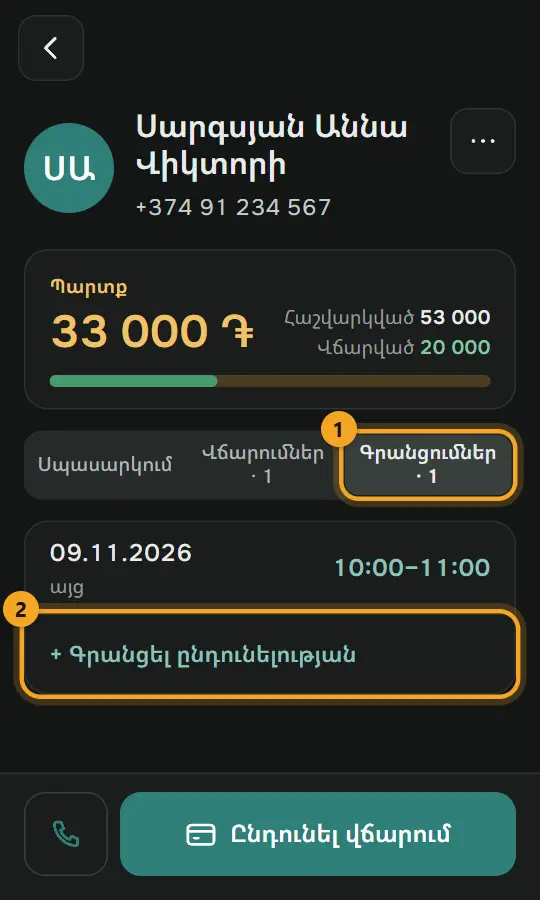 Սարգսյան Աննա
Վիկտորի
ՍԱ
...
+374 91 234 567
Պարտք
33 000 ֏
Հաշվարկված 53 000
Վճարված 20 000
1
Սպասարկում
Վճարումներ
· 1
Գրանցումներ
· 1
09.11.2026
10:00–11:00
այց
2
+ Գրանցել ընդունելության
Ընդունել վճարում